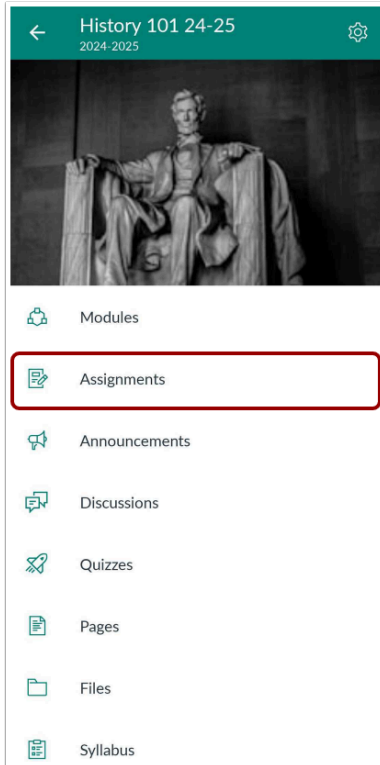 History 101 24-25
2024-2025
Modules
Assignments
Announcements
Discussions
Quizzes
Pages
Files
Syllabus